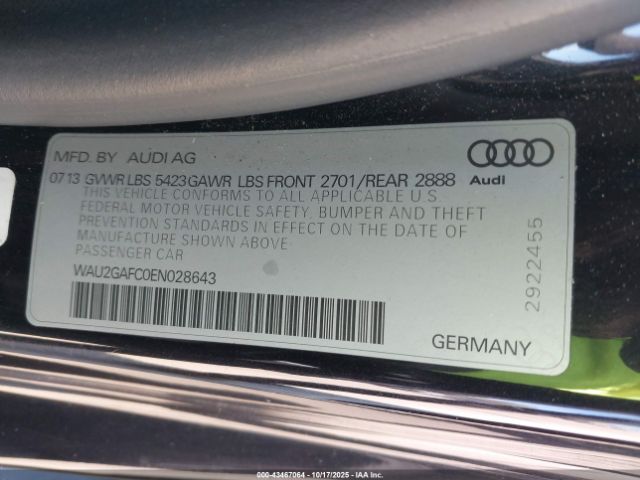 MFD. BY AUDI AG
Audi
07 13 GVWR LBS 5423 GAWR LBS FRONT 2701/REAR 2888
THIS VEHICLE CONFORMS TO ALL APPLICABLE U.S.
FEDERAL MOTOR VEHICLE SAFETY, BUMPER AND THEFT
PREVENTION STANDARDS IN EFFECT ON THE DATE OF
MANUFACTURE SHOWN ABOVE
PASSENGER CAR
WAU2GAFC0EN028643
2922455
GERMANY
000-43467064 | 10/17/2025 | IAA Inc.